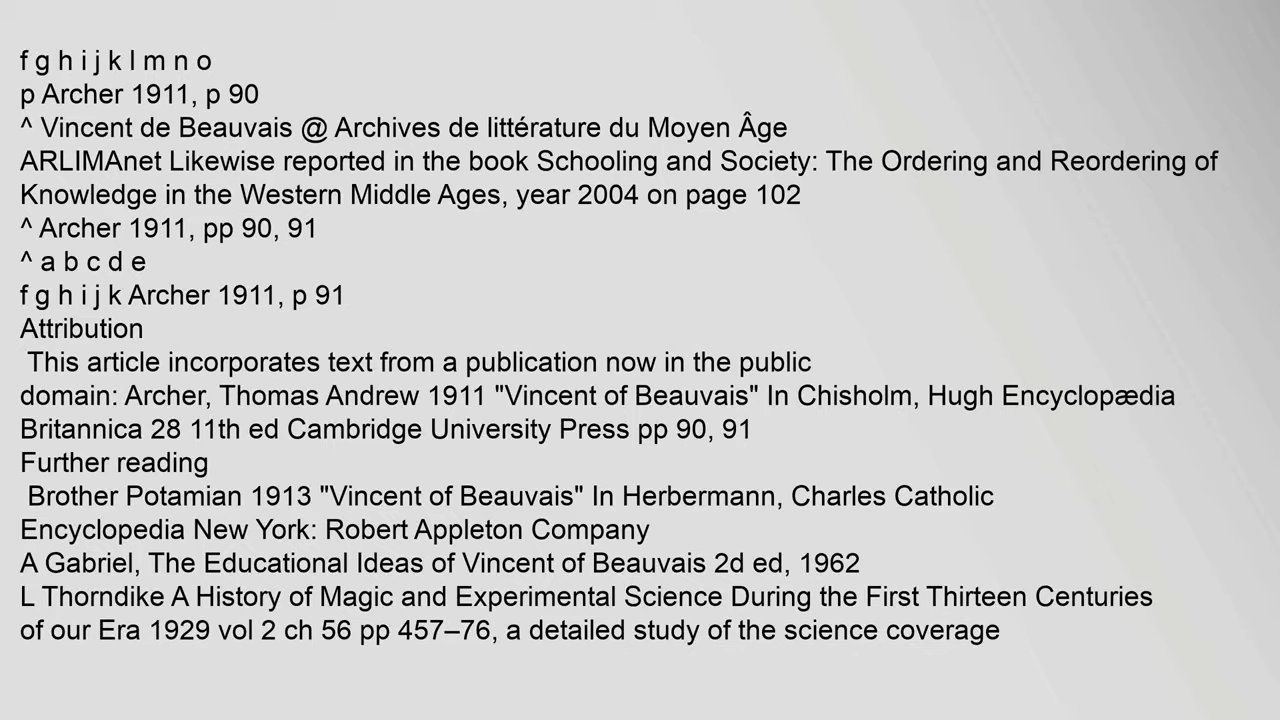 f g h i j k l m n o
p Archer 1911, p 90
^ Vincent de Beauvais @ Archives de littérature du Moyen Âge
ARLIMAnet Likewise reported in the book Schooling and Society: The Ordering and Reordering of
Knowledge in the Western Middle Ages, year 2004 on page 102
^ Archer 1911, pp 90, 91
^ a b c d e
f g h i j k Archer 1911, p 91
Attribution
This article incorporates text from a publication now in the public
domain: Archer, Thomas Andrew 1911 "Vincent of Beauvais" In Chisholm, Hugh Encyclopædia
Britannica 28 11th ed Cambridge University Press pp 90, 91
Further reading
Brother Potamian 1913 "Vincent of Beauvais" In Herbermann, Charles Catholic
Encyclopedia New York: Robert Appleton Company
A Gabriel, The Educational Ideas of Vincent of Beauvais 2d ed, 1962
L Thorndike A History of Magic and Experimental Science During the First Thirteen Centuries
of our Era 1929 vol 2 ch 56 pp 457–76, a detailed study of the science coverage